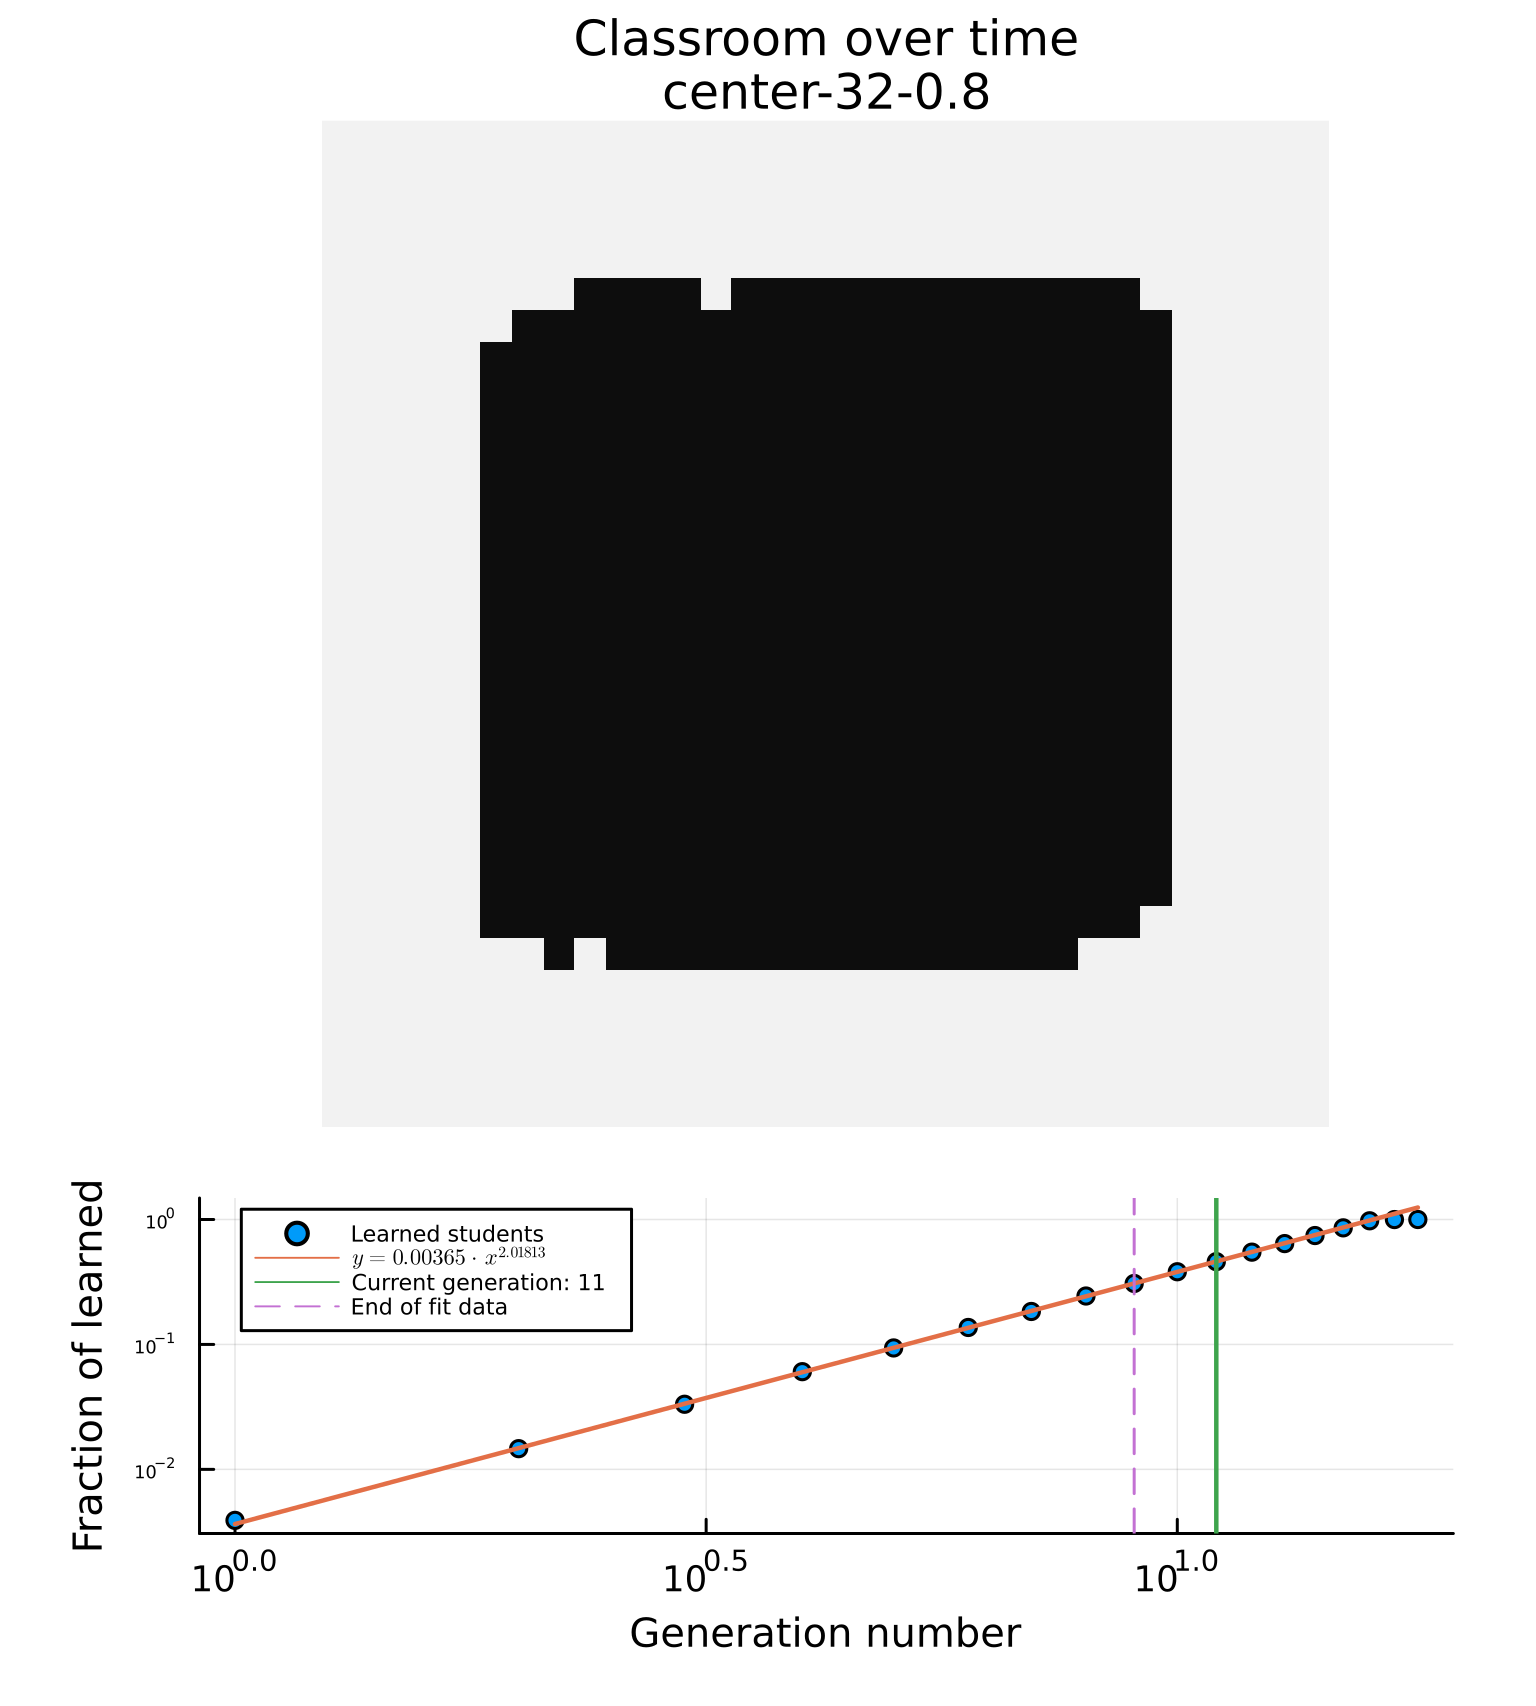 Classroom over time
center-32-0.8
Fraction of learned
10⁰
10⁻¹
10⁻²
Learned students
y = 0.00365 · x^2.01813
Current generation: 11
End of fit data
10^0.0
10^0.5
10^1.0
Generation number